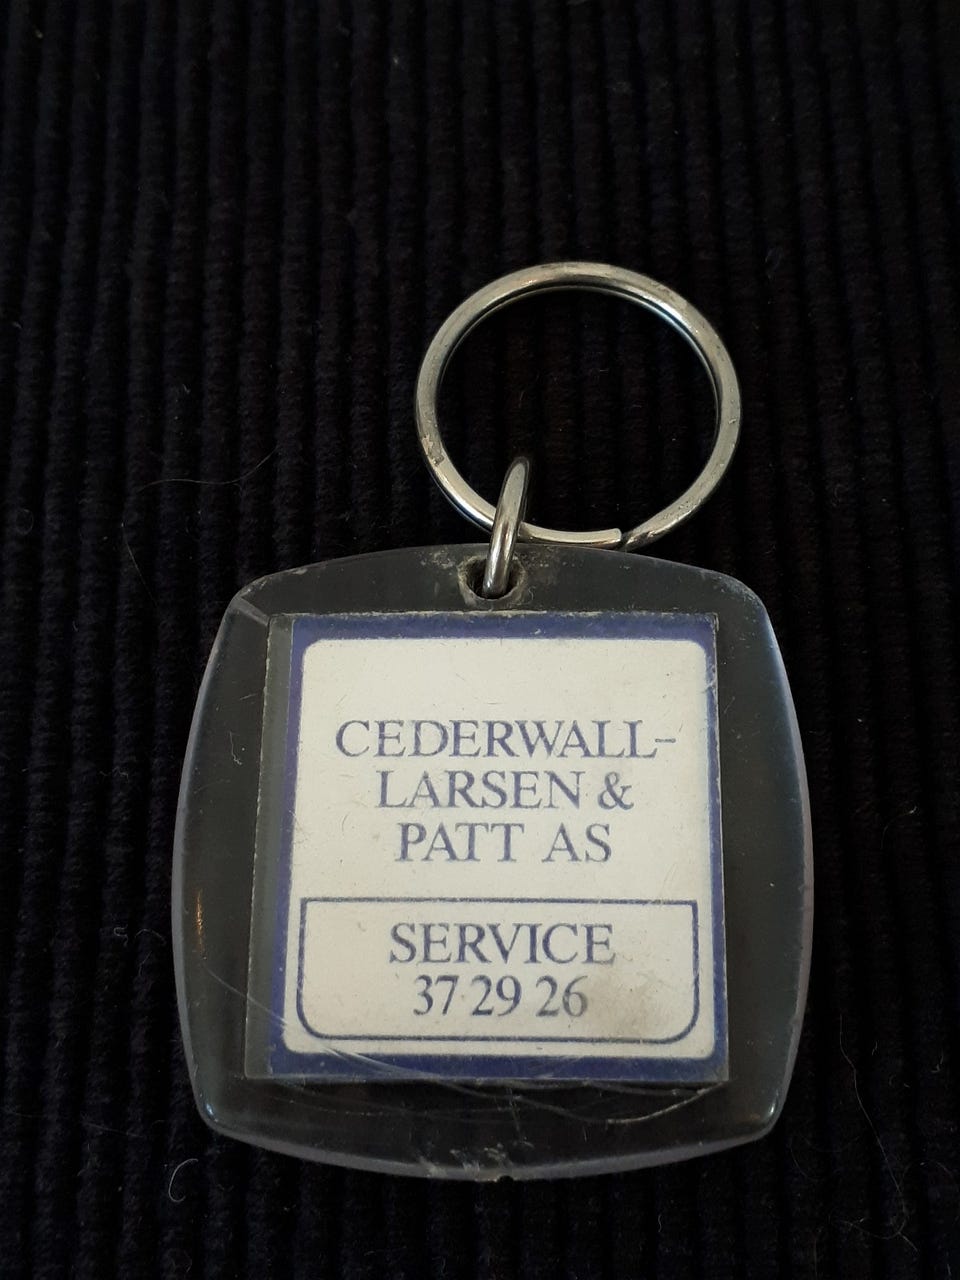 CEDERWALL-
LARSEN &
PATT AS
SERVICE
37 29 26